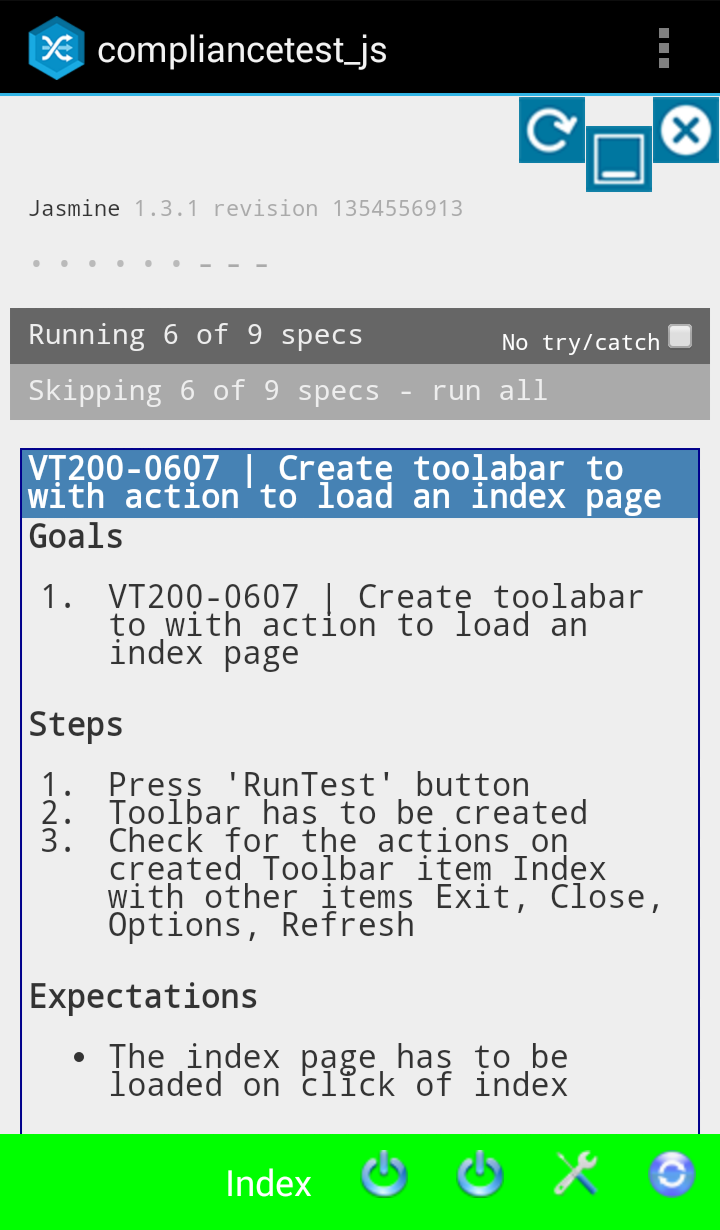 compliancetest_js
Jasmine 1.3.1 revision 1354556913
Running 6 of 9 specs
No try/catch
Skipping 6 of 9 specs - run all
VT200-0607 | Create toolabar to
with action to load an index page
Goals
1. VT200-0607 | Create toolabar
to with action to load an
index page
Steps
1. Press 'RunTest' button
2. Toolbar has to be created
3. Check for the actions on
created Toolbar item Index
with other items Exit, Close,
Options, Refresh
Expectations
• The index page has to be
loaded on click of index
Index